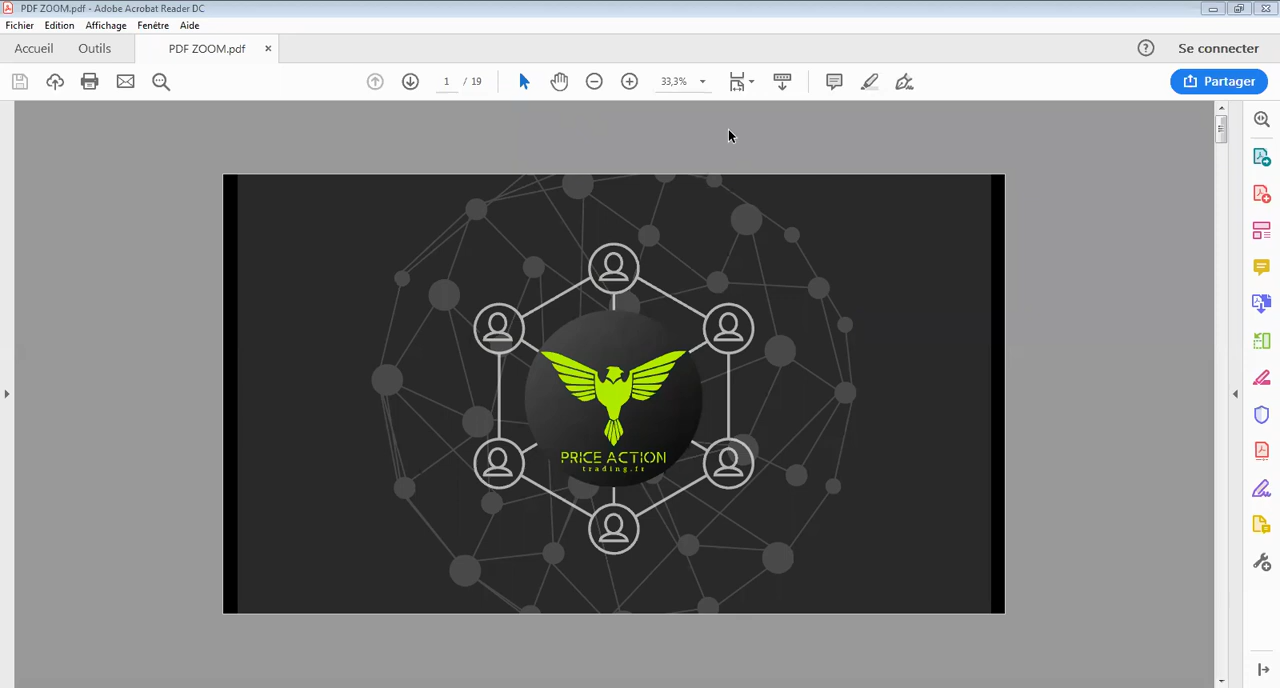 PDF ZOOM.pdf - Adobe Acrobat Reader DC
Fichier Edition Affichage Fenêtre Aide
Accueil Outils PDF ZOOM.pdf × ? Se connecter
1 / 19 33,3% Partager
PRICE ACTION
trading.fr